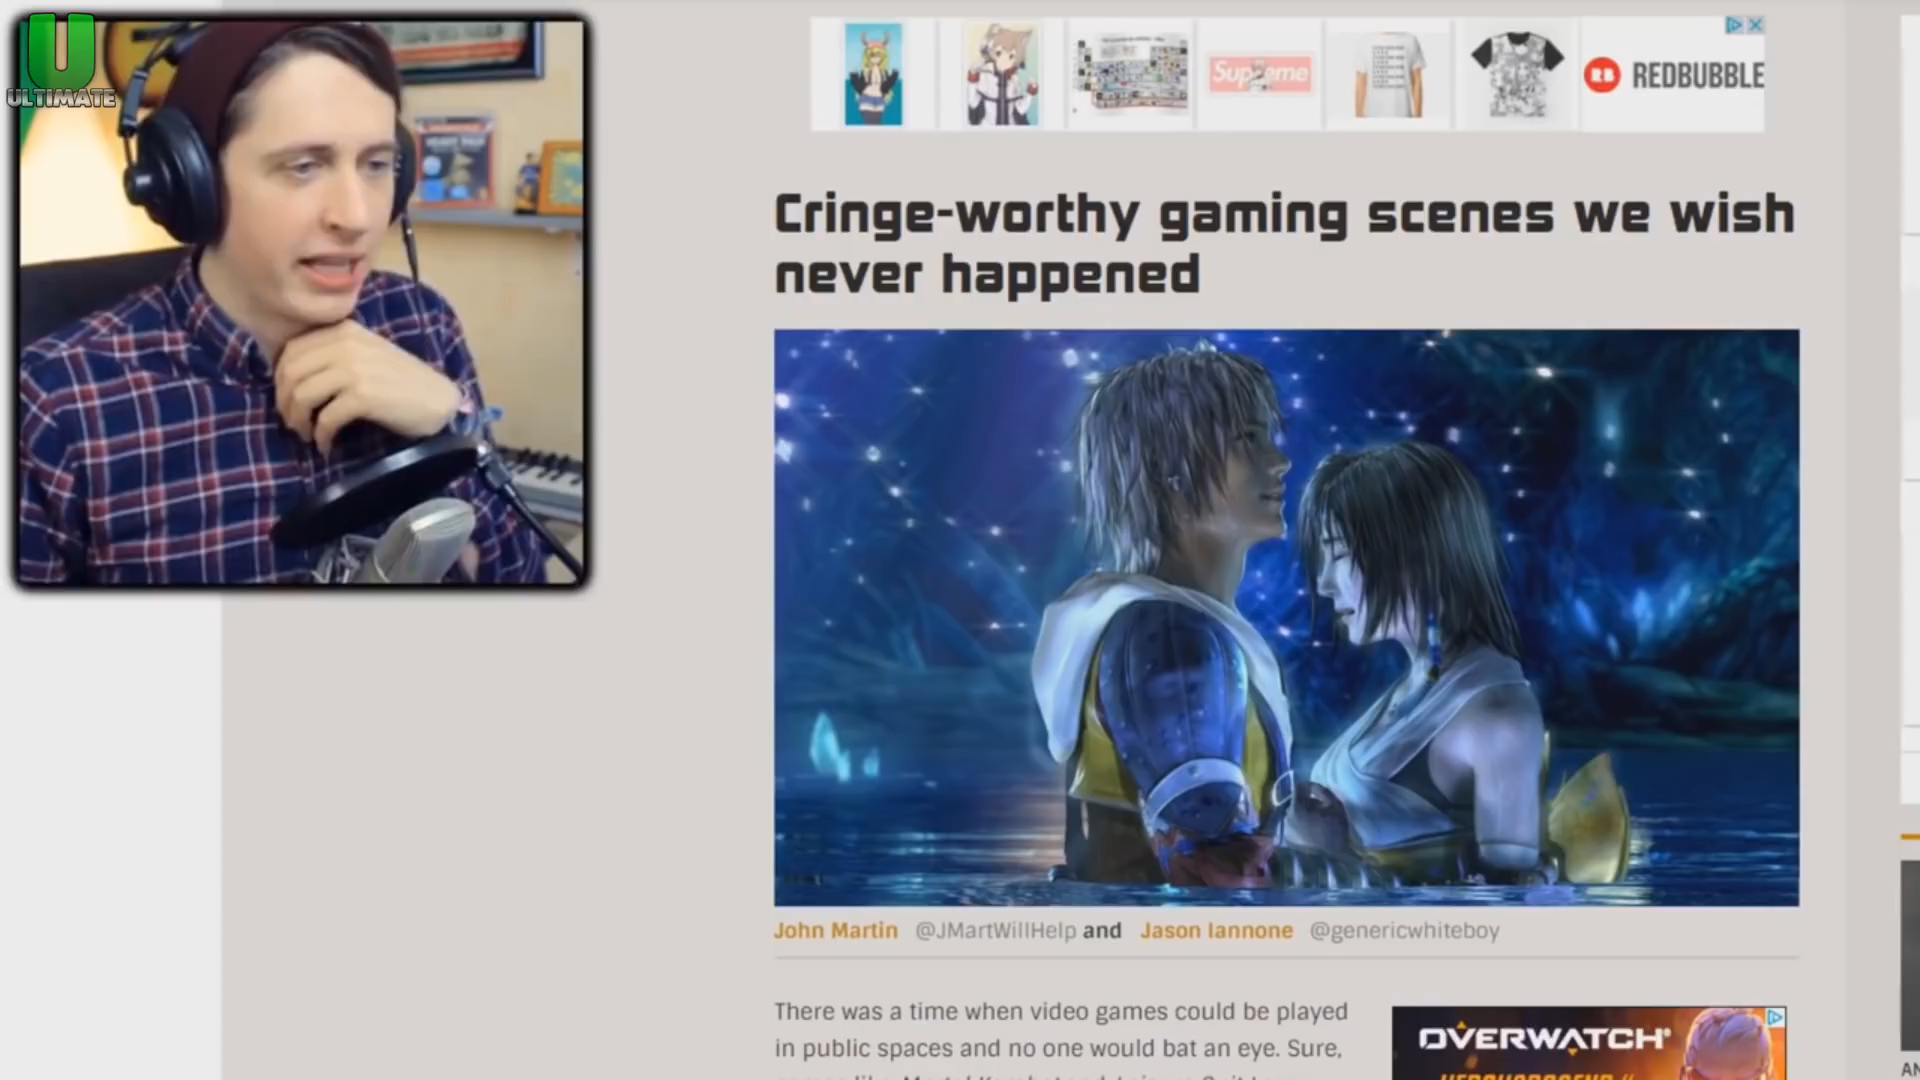 U
ULTIMATE
Supreme
REDBUBBLE
Cringe-worthy gaming scenes we wish
never happened
John Martin @JMartWillHelp and Jason Iannone @genericwhiteboy
There was a time when video games could be played
in public spaces and no one would bat an eye. Sure,
OVERWATCH